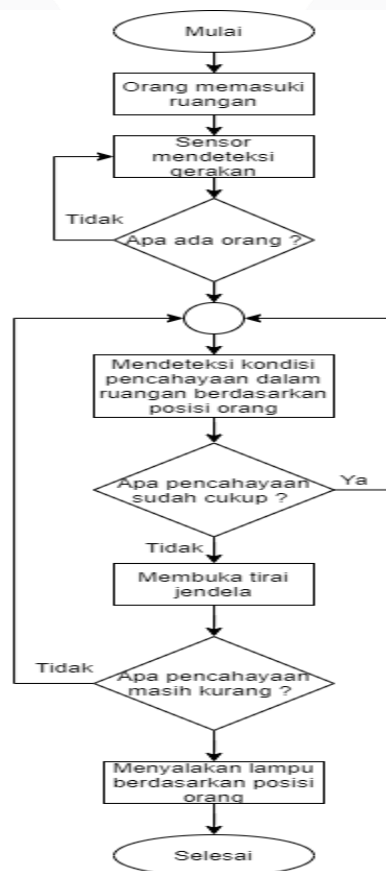 Mulai
Orang memasuki
ruangan
Sensor
mendeteksi
gerakan
Tidak
Apa ada orang ?
Mendeteksi kondisi
pencahayaan dalam
ruangan berdasarkan
posisi orang
Apa pencahayaan
sudah cukup ?
Ya
Tidak
Membuka tirai
jendela
Tidak
Apa pencahayaan
masih kurang ?
Menyalakan lampu
berdasarkan posisi
orang
Selesai